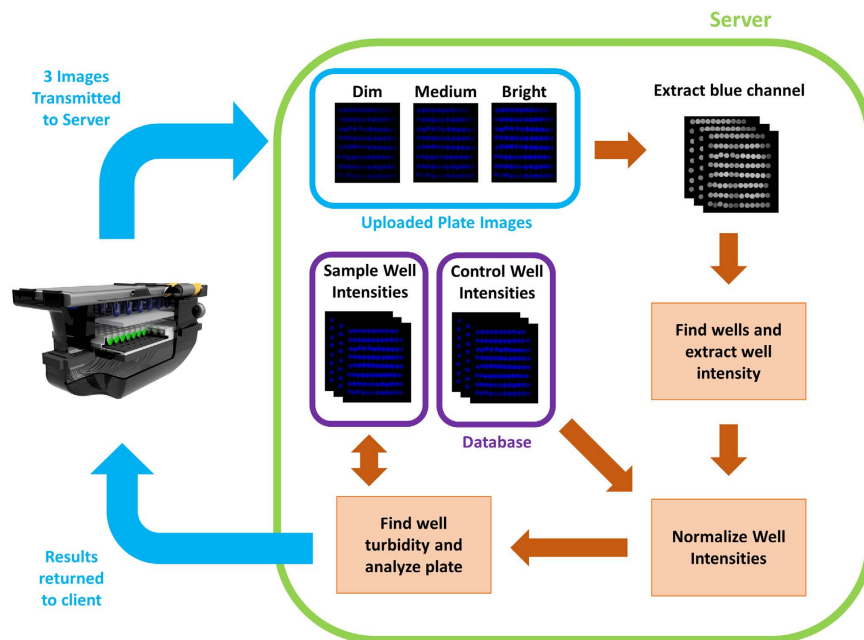 Server
3 Images
Transmitted
to Server
Dim
Medium
Bright
Uploaded Plate Images
Extract blue channel
Sample Well
Intensities
Control Well
Intensities
Database
Find wells and
extract well
intensity
Normalize Well
Intensities
Find well
turbidity and
analyze plate
Results
returned
to client